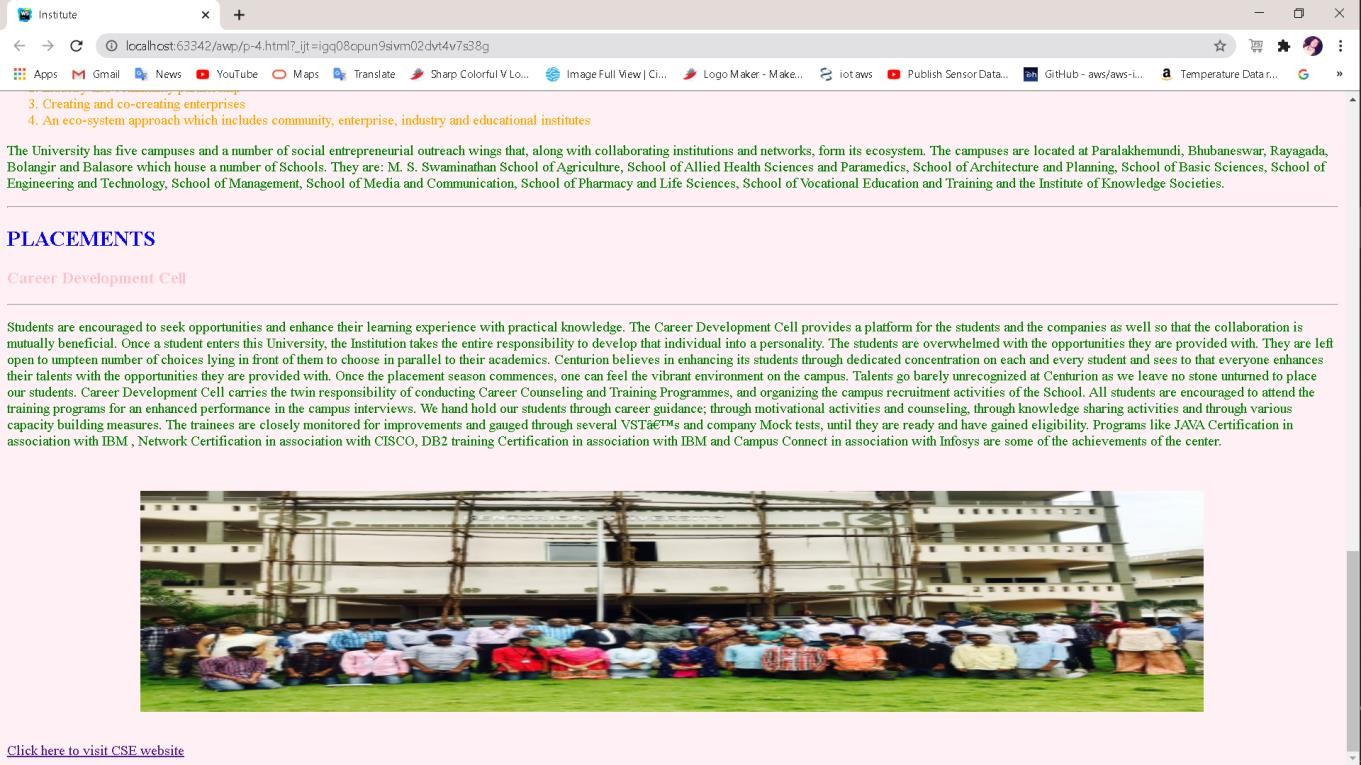 Institute
localhost:63342/awp/p-4.html?_ijt=igq08opun9sivm02dvt4v7s38g
Apps Gmail News YouTube Maps Translate Sharp Colorful V Lo... Image Full View | Ci... Logo Maker - Make... iot aws Publish Sensor Data... GitHub - aws/aws-i... Temperature Data r... »
3. Creating and co-creating enterprises
4. An eco-system approach which includes community, enterprise, industry and educational institutes
The University has five campuses and a number of social entrepreneurial outreach wings that, along with collaborating institutions and networks, form its ecosystem. The campuses are located at Paralakhemundi, Bhubaneswar, Rayagada,
Bolangir and Balasore which house a number of Schools. They are: M. S. Swaminathan School of Agriculture, School of Allied Health Sciences and Paramedics, School of Architecture and Planning, School of Basic Sciences, School of
Engineering and Technology, School of Management, School of Media and Communication, School of Pharmacy and Life Sciences, School of Vocational Education and Training and the Institute of Knowledge Societies.
PLACEMENTS
Career Development Cell
Students are encouraged to seek opportunities and enhance their learning experience with practical knowledge. The Career Development Cell provides a platform for the students and the companies as well so that the collaboration is
mutually beneficial. Once a student enters this University, the Institution takes the entire responsibility to develop that individual into a personality. The students are overwhelmed with the opportunities they are provided with. They are left
open to umpteen number of choices lying in front of them to choose in parallel to their academics. Centurion believes in enhancing its students through dedicated concentration on each and every student and sees to that everyone enhances
their talents with the opportunities they are provided with. Once the placement season commences, one can feel the vibrant environment on the campus. Talents go barely unrecognized at Centurion as we leave no stone unturned to place
our students. Career Development Cell carries the twin responsibility of conducting Career Counseling and Training Programmes, and organizing the campus recruitment activities of the School. All students are encouraged to attend the
training programs for an enhanced performance in the campus interviews. We hand hold our students through career guidance; through motivational activities and counseling, through knowledge sharing activities and through various
capacity building measures. The trainees are closely monitored for improvements and gauged through several VSTâ€™s and company Mock tests, until they are ready and have gained eligibility. Programs like JAVA Certification in
association with IBM , Network Certification in association with CISCO, DB2 training Certification in association with IBM and Campus Connect in association with Infosys are some of the achievements of the center.
Click here to visit CSE website